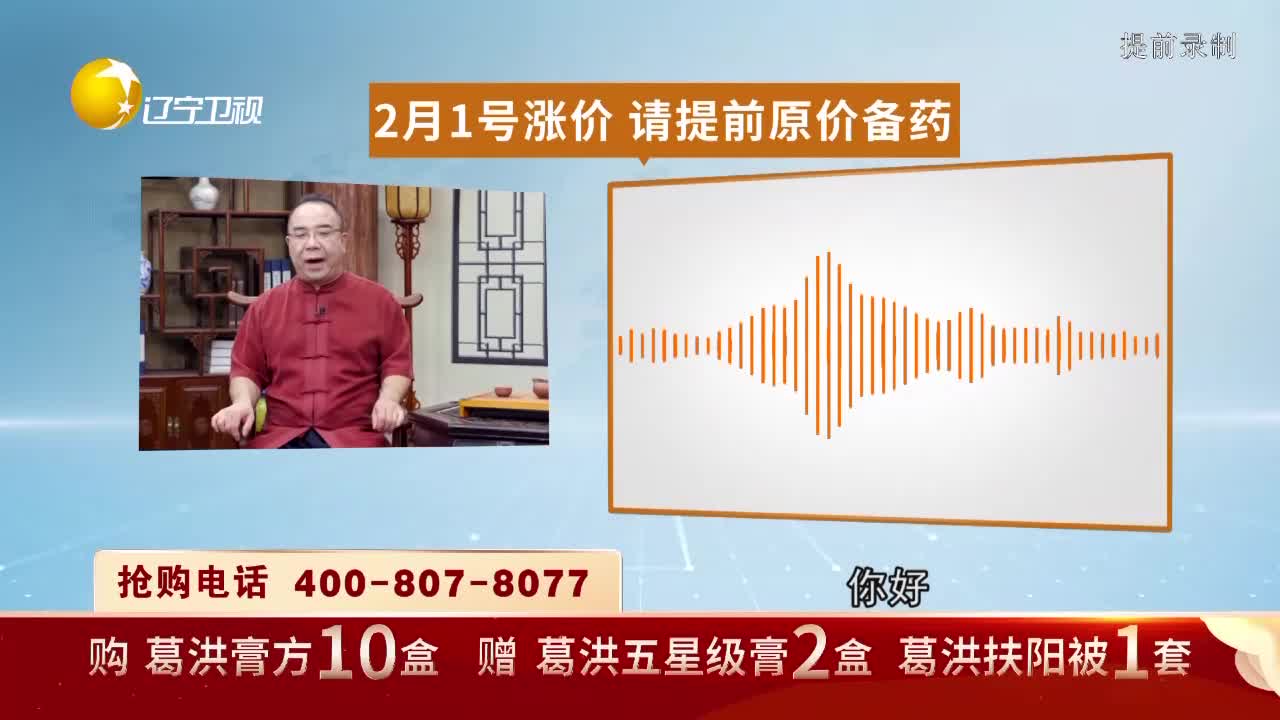 提前录制
辽宁卫视
2月1号涨价 请提前原价备药
抢购电话 400-807-8077
你好
购 葛洪膏方10盒 赠 葛洪五星级膏2盒 葛洪扶阳被1套